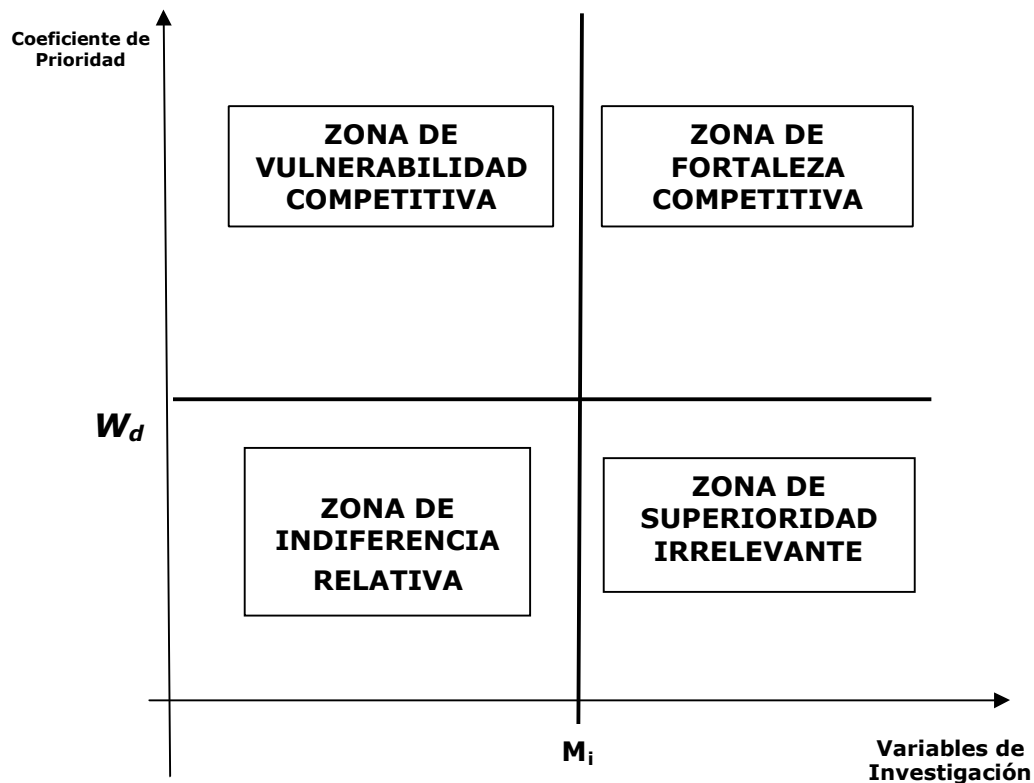 Coeficiente de
Prioridad
ZONA DE
VULNERABILIDAD
COMPETITIVA
ZONA DE
FORTALEZA
COMPETITIVA
Wd
ZONA DE
INDIFERENCIA
RELATIVA
ZONA DE
SUPERIORIDAD
IRRELEVANTE
Mi
Variables de
Investigación